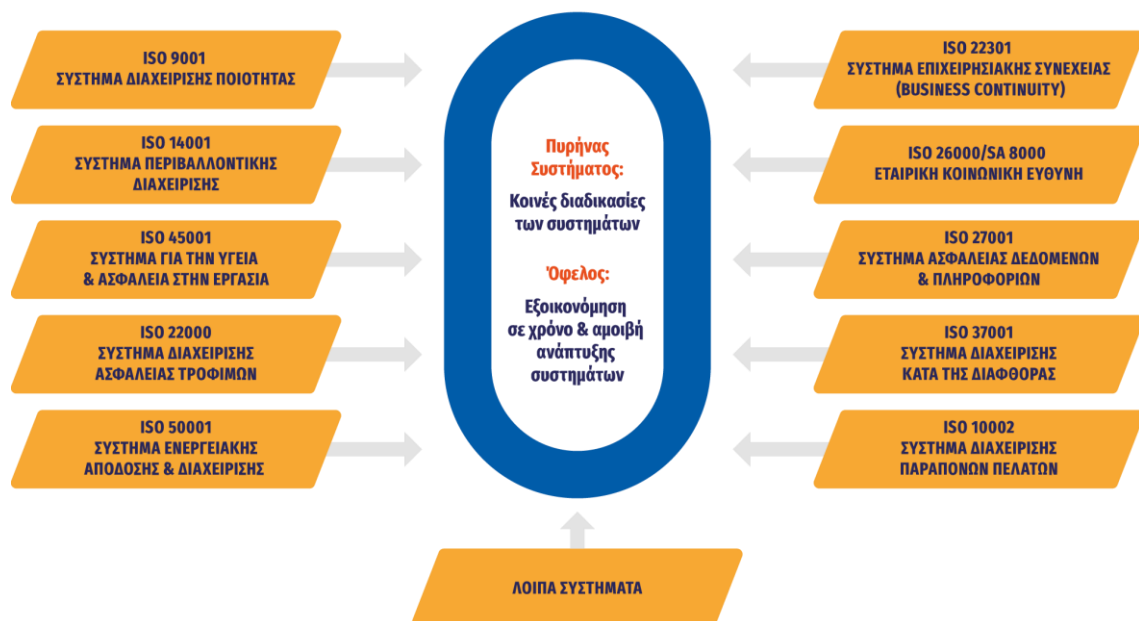 ISO 9001
ΣΥΣΤΗΜΑ ΔΙΑΧΕΙΡΙΣΗΣ ΠΟΙΟΤΗΤΑΣ
ISO 14001
ΣΥΣΤΗΜΑ ΠΕΡΙΒΑΛΛΟΝΤΙΚΗΣ
ΔΙΑΧΕΙΡΙΣΗΣ
ISO 45001
ΣΥΣΤΗΜΑ ΓΙΑ ΤΗΝ ΥΓΕΙΑ
& ΑΣΦΑΛΕΙΑ ΣΤΗΝ ΕΡΓΑΣΙΑ
ISO 22000
ΣΥΣΤΗΜΑ ΔΙΑΧΕΙΡΙΣΗΣ
ΑΣΦΑΛΕΙΑΣ ΤΡΟΦΙΜΩΝ
ISO 50001
ΣΥΣΤΗΜΑ ΕΝΕΡΓΕΙΑΚΗΣ
ΑΠΟΔΟΣΗΣ & ΔΙΑΧΕΙΡΙΣΗΣ
Πυρήνας
Συστήματος:
Κοινές διαδικασίες
των συστημάτων
Όφελος:
Εξοικονόμηση
σε χρόνο & αμοιβή
ανάπτυξης
συστημάτων
ISO 22301
ΣΥΣΤΗΜΑ ΕΠΙΧΕΙΡΗΣΙΑΚΗΣ ΣΥΝΕΧΕΙΑΣ
(BUSINESS CONTINUITY)
ISO 26000/SA 8000
ΕΤΑΙΡΙΚΗ ΚΟΙΝΩΝΙΚΗ ΕΥΘΥΝΗ
ISO 27001
ΣΥΣΤΗΜΑ ΑΣΦΑΛΕΙΑΣ ΔΕΔΟΜΕΝΩΝ
& ΠΛΗΡΟΦΟΡΙΩΝ
ISO 37001
ΣΥΣΤΗΜΑ ΔΙΑΧΕΙΡΙΣΗΣ
ΚΑΤΑ ΤΗΣ ΔΙΑΦΘΟΡΑΣ
ISO 10002
ΣΥΣΤΗΜΑ ΔΙΑΧΕΙΡΙΣΗΣ
ΠΑΡΑΠΟΝΩΝ ΠΕΛΑΤΩΝ
ΛΟΙΠΑ ΣΥΣΤΗΜΑΤΑ